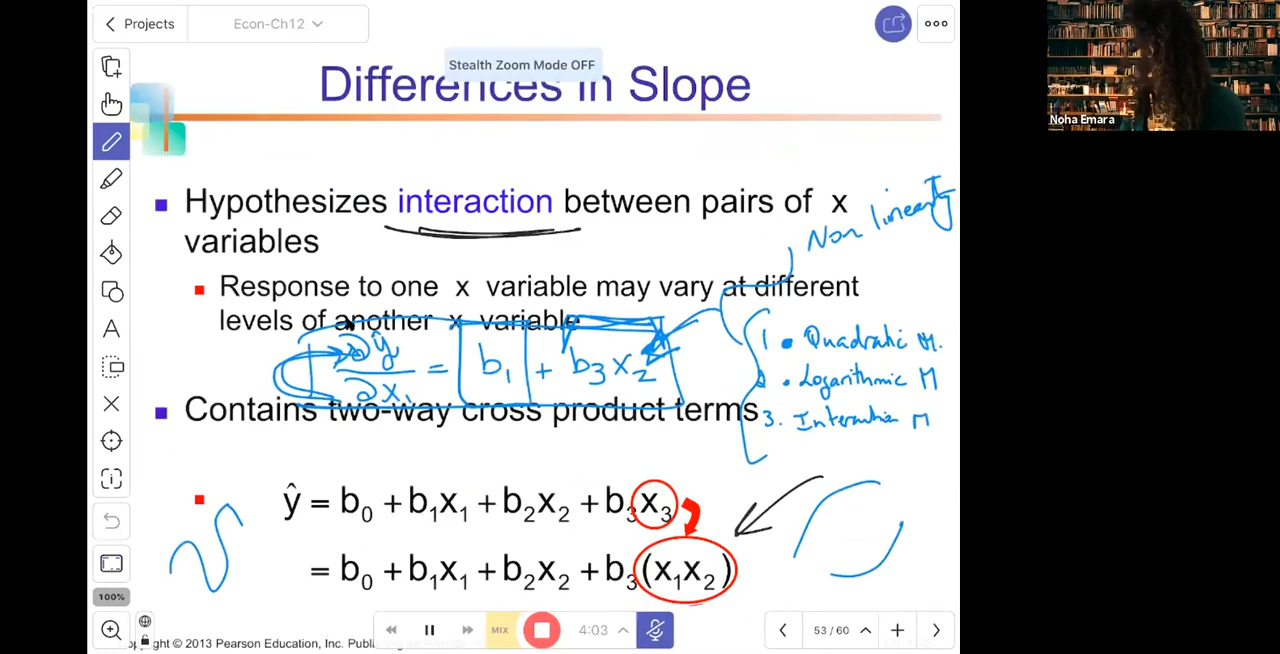 Projects
Econ-Ch12
Stealth Zoom Mode OFF
Noha Emara
Differences in Slope
Hypothesizes interaction between pairs of x
variables
Non linearity
Response to one x variable may vary at different
levels of another x variable
∂ŷ/∂x₁ = b₁ + b₃x₂
1. Quadratic M.
2. Logarithmic M
3. Interaction M
Contains two-way cross product terms
ŷ = b₀ + b₁x₁ + b₂x₂ + b₃x₃
= b₀ + b₁x₁ + b₂x₂ + b₃(x₁x₂)
100%
MIX
4:03
53 / 60
ght © 2013 Pearson Education, Inc.